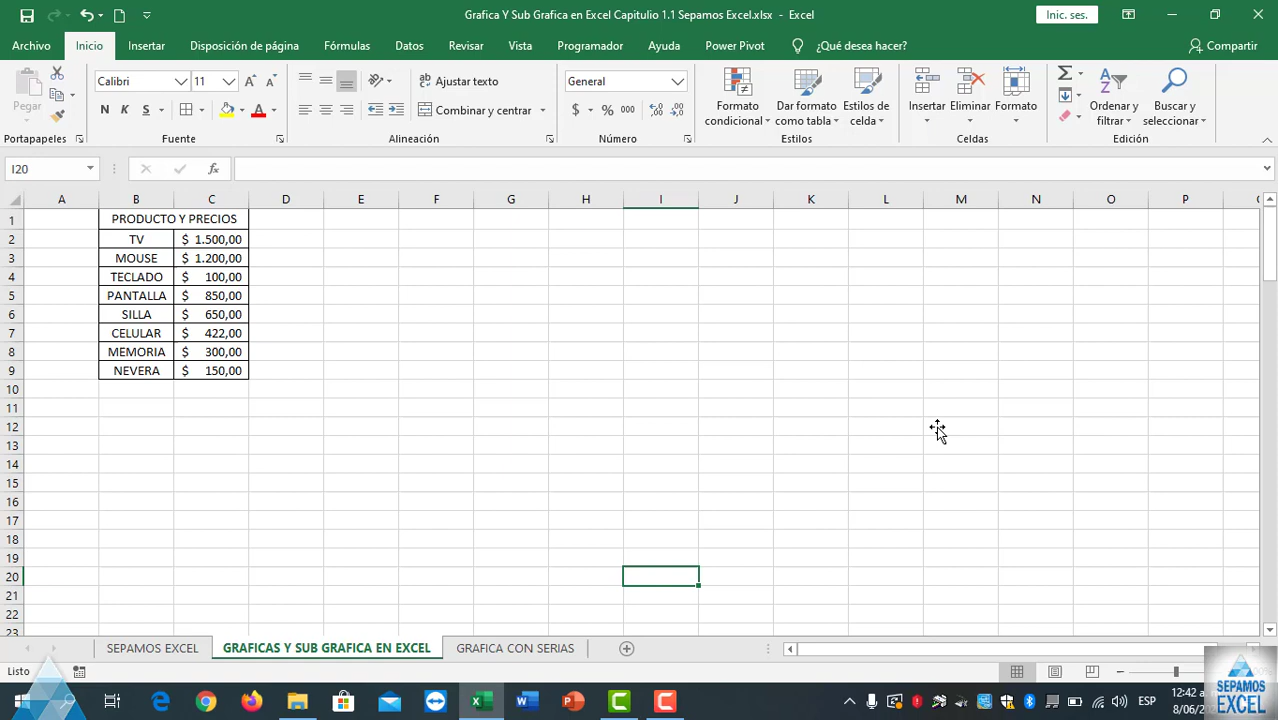 Grafica Y Sub Grafica en Excel Capitulo 1.1 Sepamos Excel.xlsx - Excel
Inic. ses.
Archivo Inicio Insertar Disposición de página Fórmulas Datos Revisar Vista Programador Ayuda Power Pivot ¿Qué desea hacer? Compartir
Pegar
Calibri 11
N K S A
Ajustar texto
Combinar y centrar
General
$ % 000
Formato condicional
Dar formato como tabla
Estilos de celda
Insertar Eliminar Formato
Ordenar y filtrar
Buscar y seleccionar
Portapapeles Fuente Alineación Número Estilos Celdas Edición
I20 fx
A B C D E F G H I J K L M N O P
1 PRODUCTO Y PRECIOS
2 TV $ 1.500,00
3 MOUSE $ 1.200,00
4 TECLADO $ 100,00
5 PANTALLA $ 850,00
6 SILLA $ 650,00
7 CELULAR $ 422,00
8 MEMORIA $ 300,00
9 NEVERA $ 150,00
10
11
12
13
14
15
16
17
18
19
20
21
22
23
SEPAMOS EXCEL GRAFICAS Y SUB GRAFICA EN EXCEL GRAFICA CON SERIAS
Listo
ESP
12:42 a.
8/06/20
SEPAMOS
EXCEL